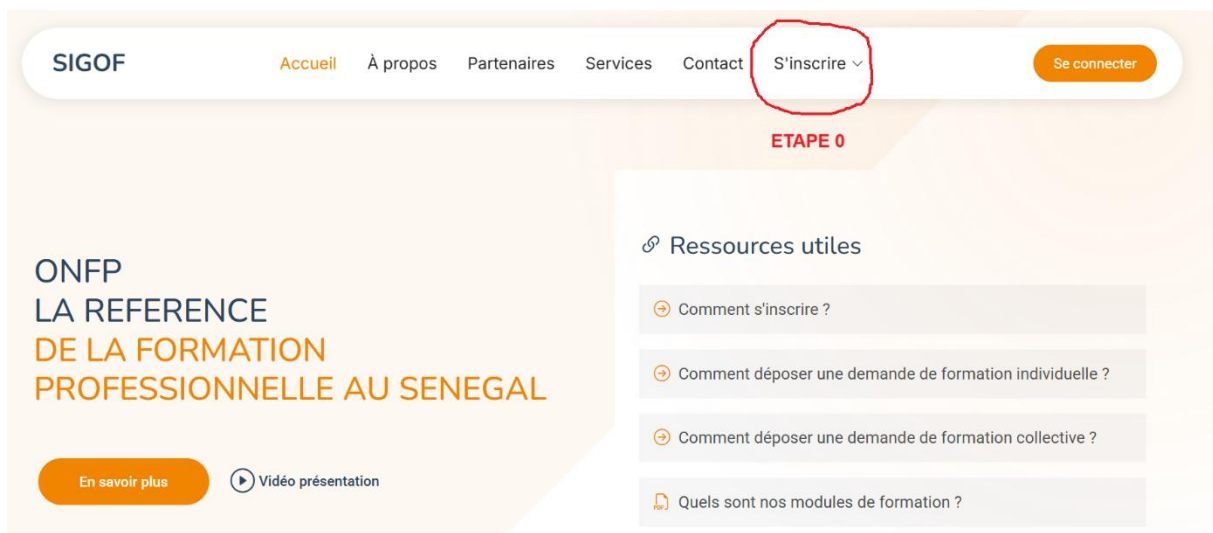 SIGOF
Accueil
À propos
Partenaires
Services
Contact
S'inscrire
Se connecter
ETAPE 0
ONFP
LA REFERENCE
DE LA FORMATION
PROFESSIONNELLE AU SENEGAL
En savoir plus
Vidéo présentation
Ressources utiles
Comment s'inscrire ?
Comment déposer une demande de formation individuelle ?
Comment déposer une demande de formation collective ?
PDF
Quels sont nos modules de formation ?